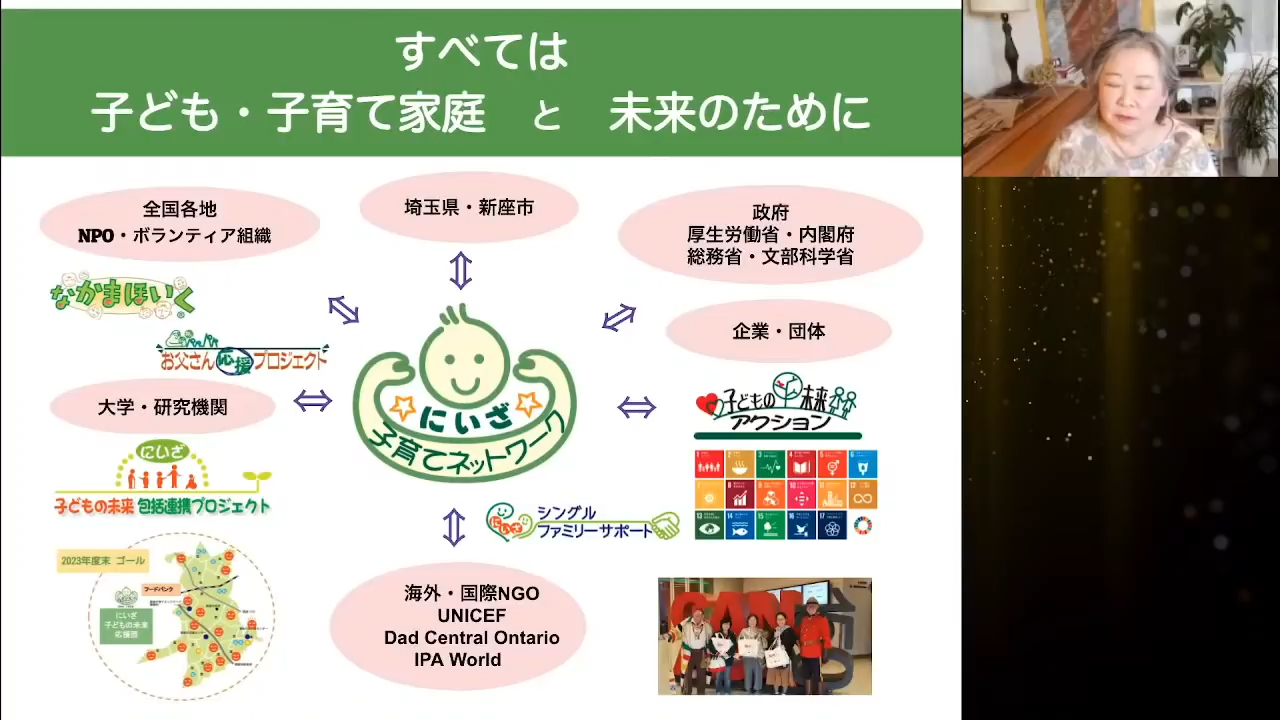 すべては
子ども・子育て家庭　と　未来のために
全国各地
NPO・ボランティア組織
埼玉県・新座市
政府
厚生労働省・内閣府
総務省・文部科学省
なかまほいく
お父さん応援プロジェクト
企業・団体
大学・研究機関
にいざ
子育てネットワーク
子どもの未来
アクション
にいざ
子どもの未来 包括連携プロジェクト
シングル
ファミリーサポート
2023年度末 ゴール
フードパンク
にいざ
子どもの未来
応援団
海外・国際NGO
UNICEF
Dad Central Ontario
IPA World